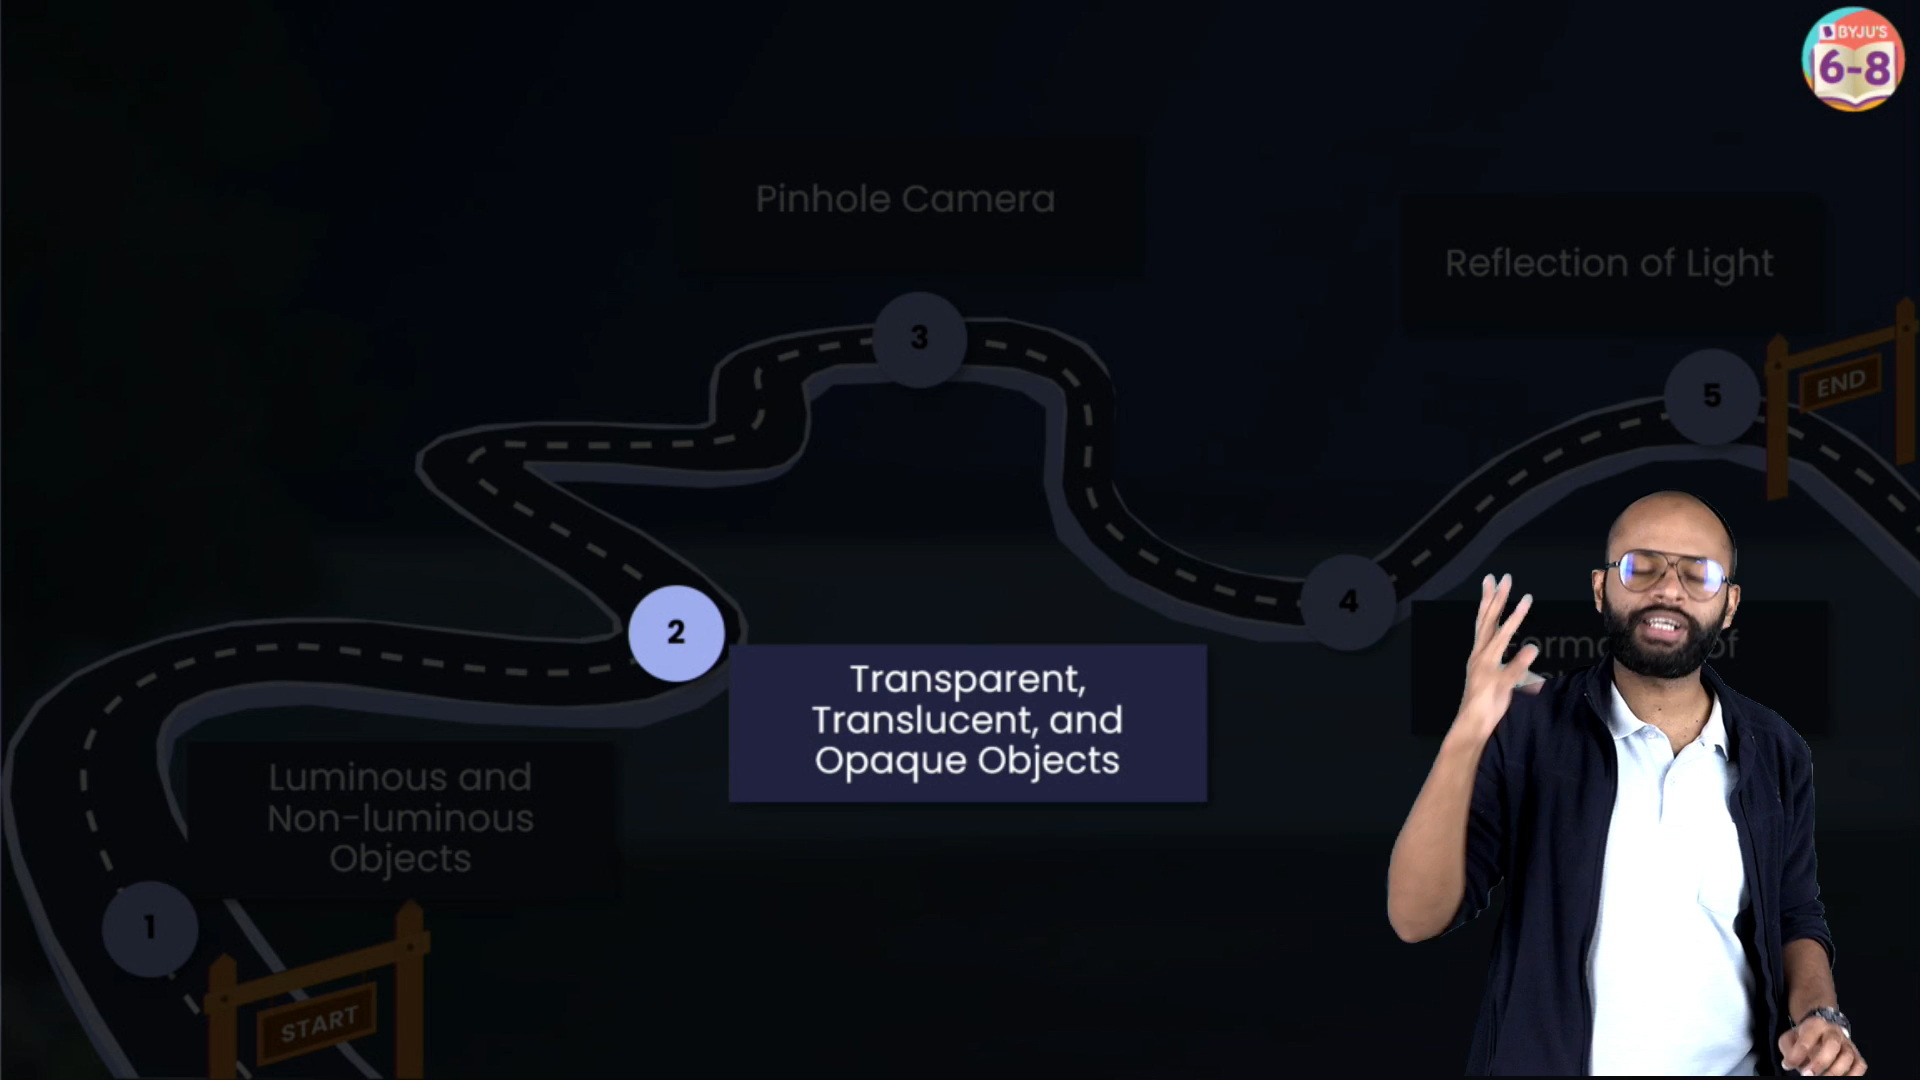 BYJU'S
6-8
Pinhole Camera
Reflection of Light
3
5
END
2
4
of
Transparent,
Translucent, and
Opaque Objects
Luminous and
Non-luminous
Objects
1
START